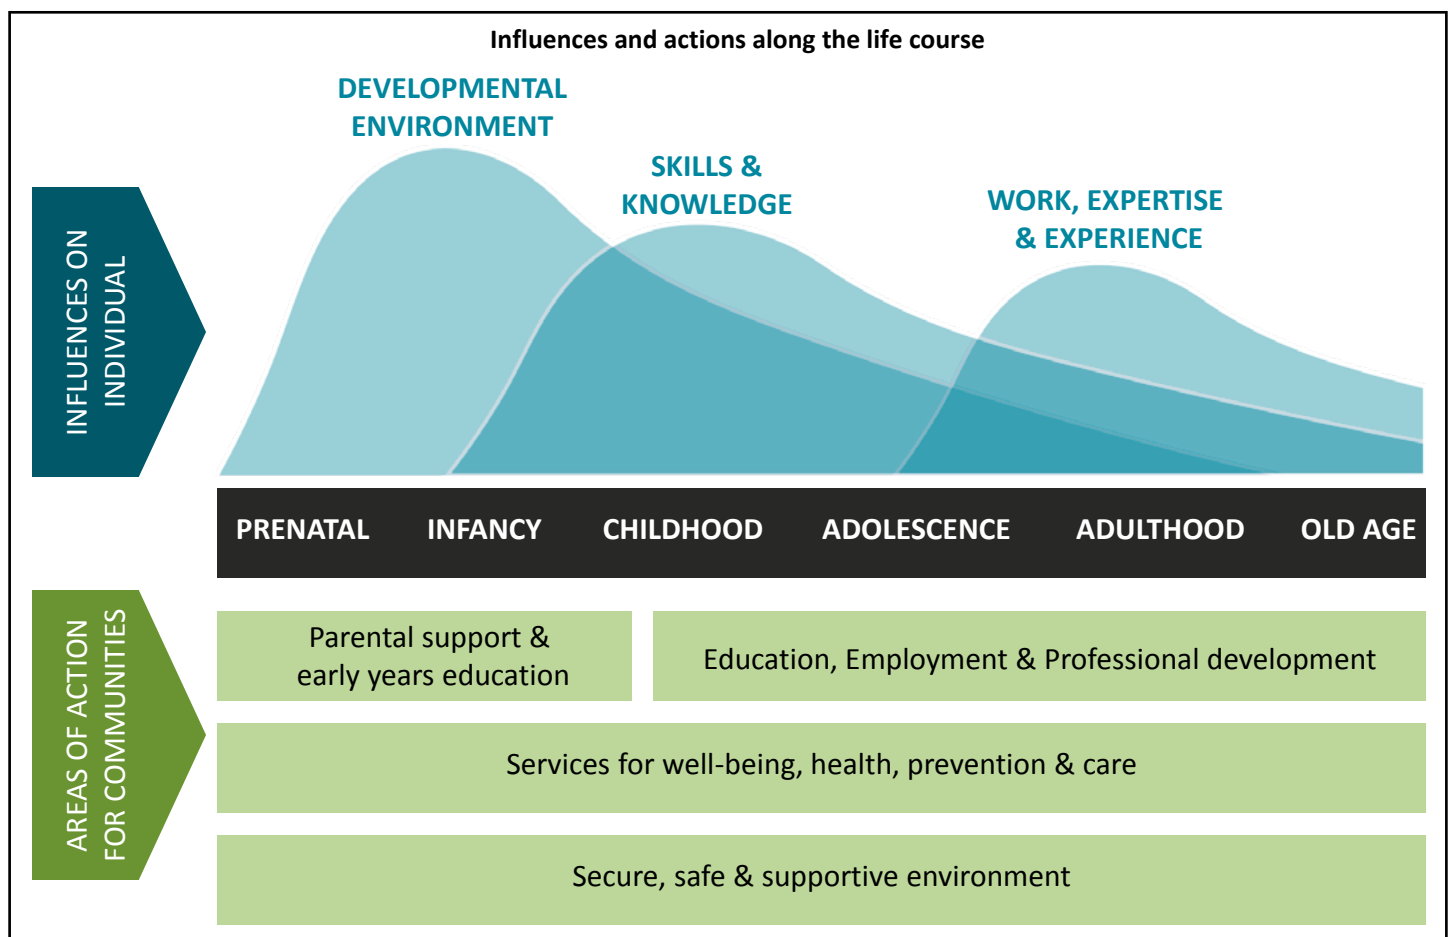 Influences and actions along the life course
DEVELOPMENTAL
ENVIRONMENT
SKILLS &
KNOWLEDGE
WORK, EXPERTISE
& EXPERIENCE
INFLUENCES ON
INDIVIDUAL
PRENATAL INFANCY CHILDHOOD ADOLESCENCE ADULTHOOD OLD AGE
AREAS OF ACTION
FOR COMMUNITIES
Parental support &
early years education
Education, Employment & Professional development
Services for well-being, health, prevention & care
Secure, safe & supportive environment